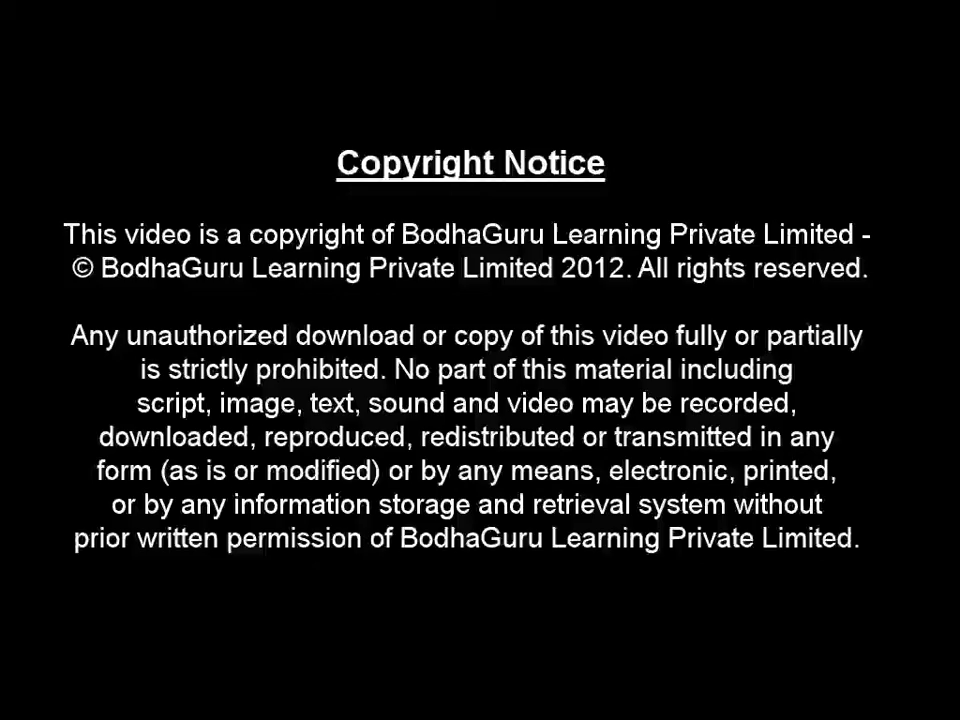 Copyright Notice
This video is a copyright of BodhaGuru Learning Private Limited -
© BodhaGuru Learning Private Limited 2012. All rights reserved.
Any unauthorized download or copy of this video fully or partially
is strictly prohibited. No part of this material including
script, image, text, sound and video may be recorded,
downloaded, reproduced, redistributed or transmitted in any
form (as is or modified) or by any means, electronic, printed,
or by any information storage and retrieval system without
prior written permission of BodhaGuru Learning Private Limited.